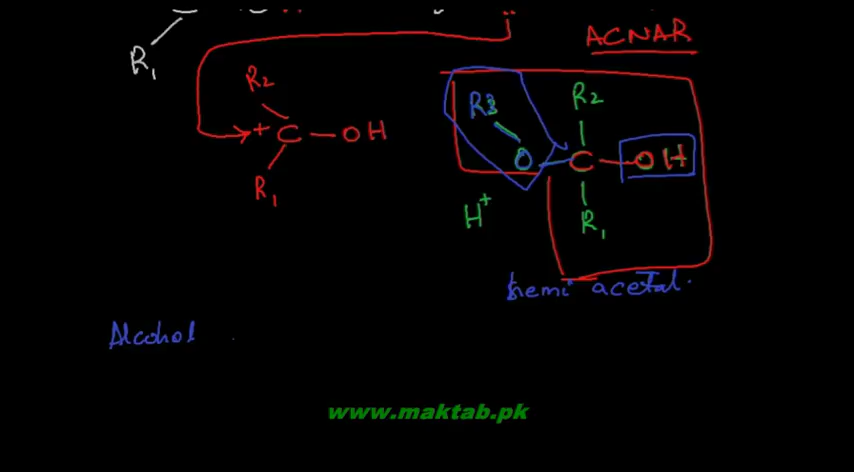 ACNAR
R2
R3
R2
+ C — OH
O — C — OH
R1
R1
R1
H+
hemi acetal.
Alcohol
www.maktab.pk